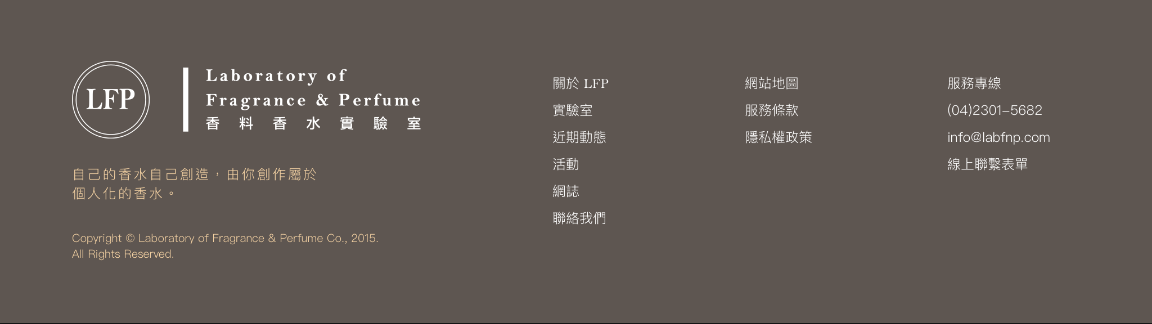 LFP
Laboratory of
Fragrance & Perfume
香料香水實驗室
自己的香水自己創造，由你創作屬於
個人化的香水。
Copyright © Laboratory of Fragrance & Perfume Co., 2015.
All Rights Reserved.
關於 LFP
實驗室
近期動態
活動
網誌
聯絡我們
網站地圖
服務條款
隱私權政策
服務專線
(04)2301-5682
info@labfnp.com
線上聯繫表單